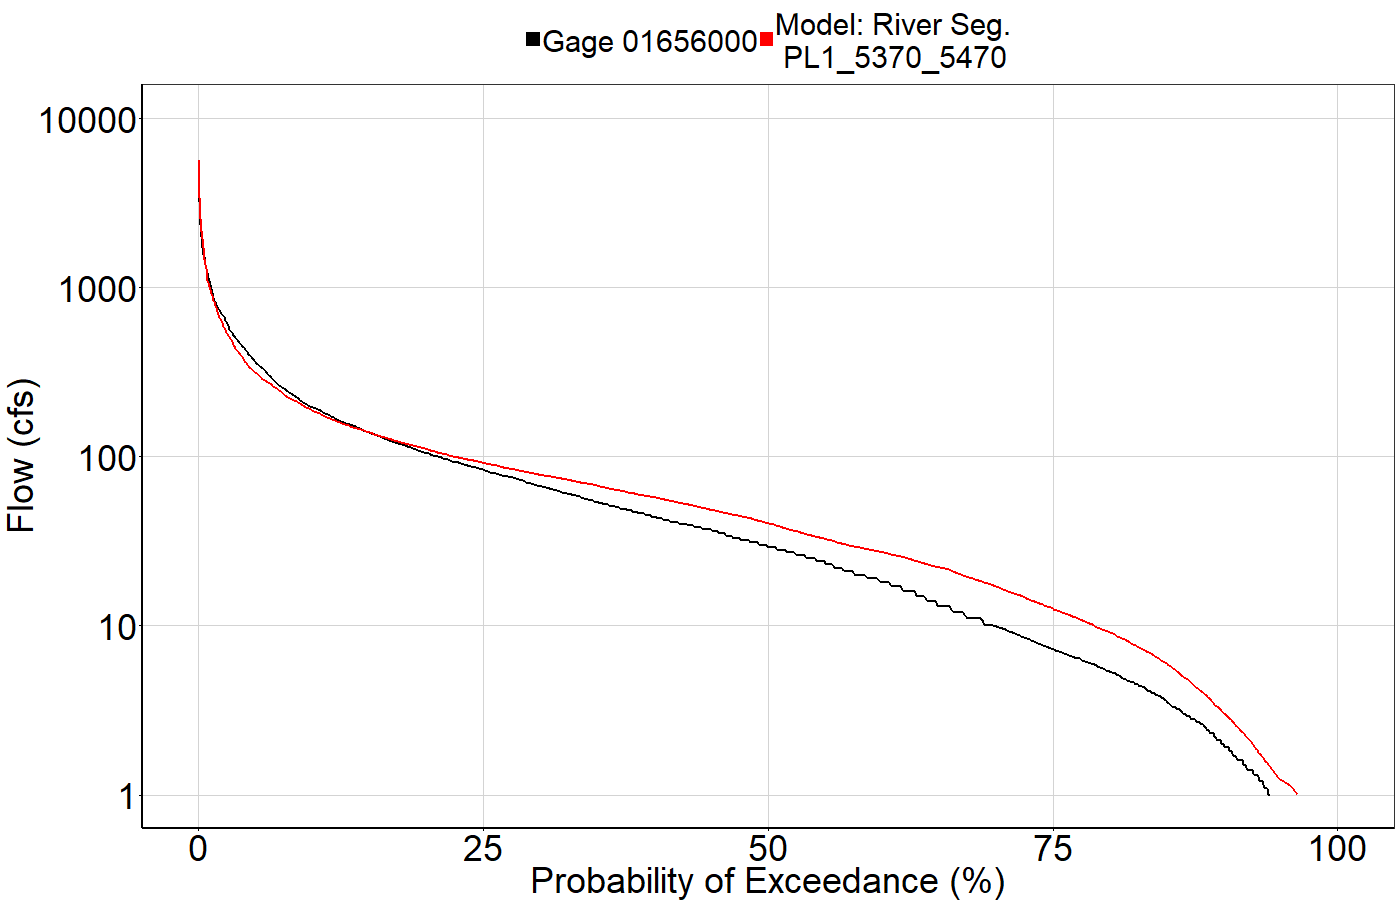 Gage 01656000
Model: River Seg.
PL1_5370_5470
Flow (cfs)
10000
1000
100
10
1
0 25 50 75 100
Probability of Exceedance (%)